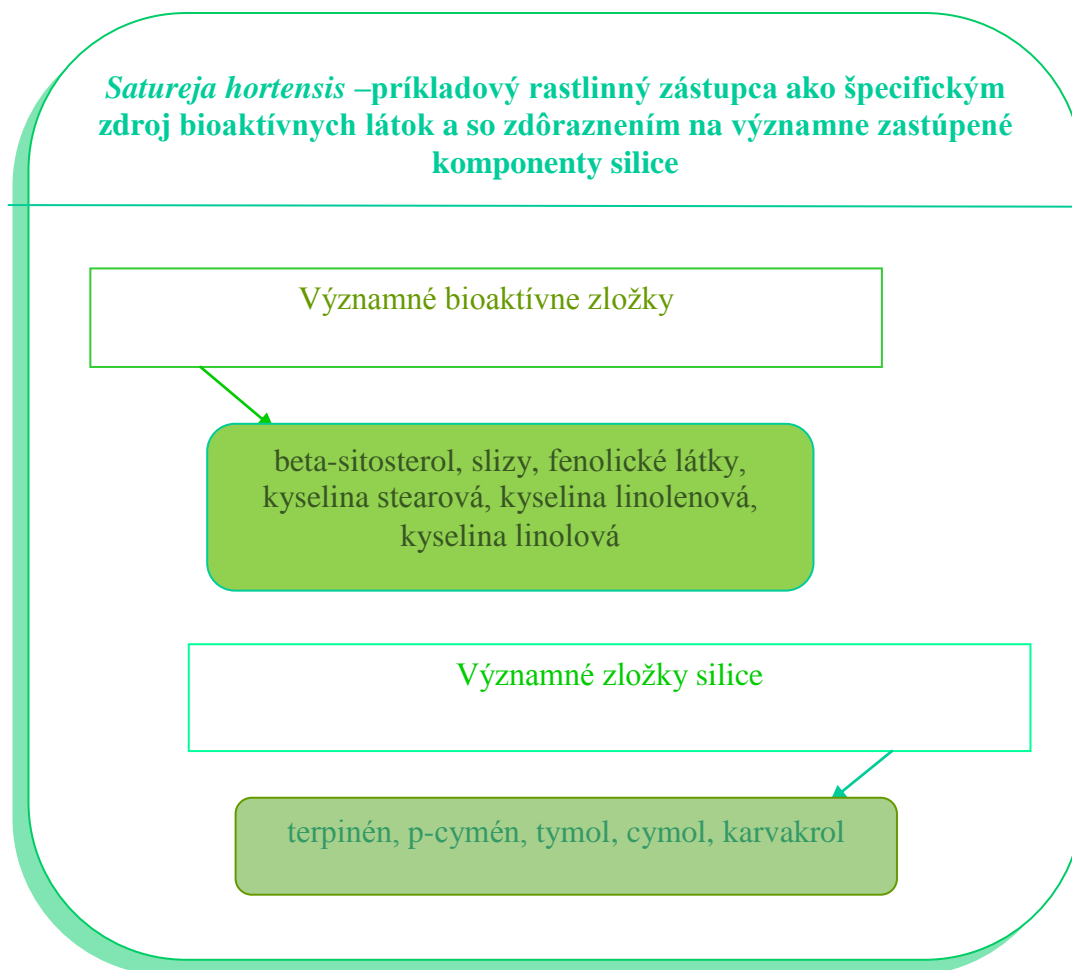 Satureja hortensis –príkladový rastlinný zástupca ako špecifickým
zdroj bioaktívnych látok a so zdôraznením na významne zastúpené
komponenty silice
Významné bioaktívne zložky
beta-sitosterol, slizy, fenolické látky,
kyselina stearová, kyselina linolenová,
kyselina linolová
Významné zložky silice
terpinén, p-cymén, tymol, cymol, karvakrol